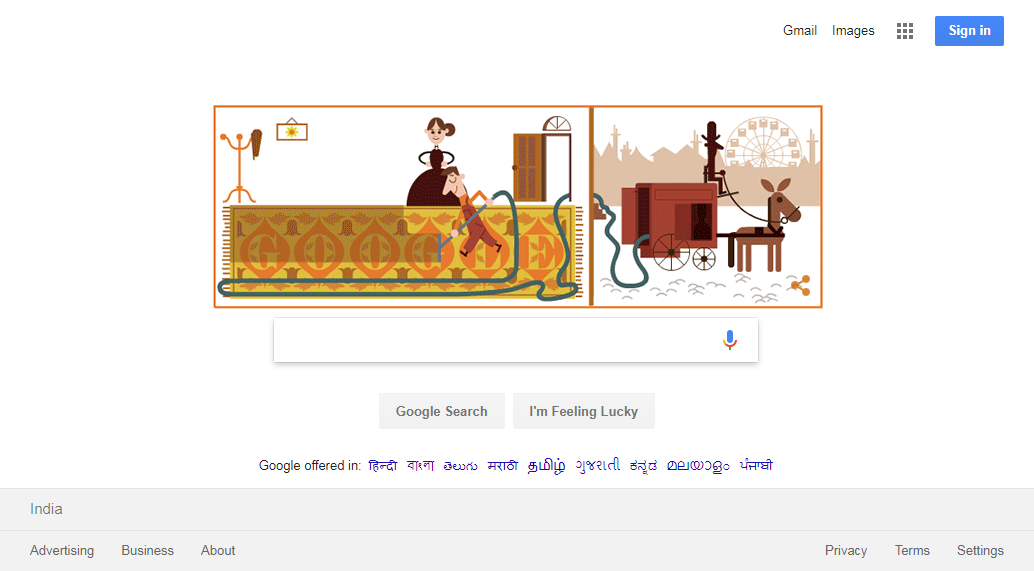 Gmail Images Sign in
GOOGLE
Google Search I'm Feeling Lucky
Google offered in: हिन्दी বাংলা తెలుగు मराठी தமிழ் ગુજરાતી ಕನ್ನಡ മലയാളം ਪੰਜਾਬੀ
India
Advertising Business About Privacy Terms Settings